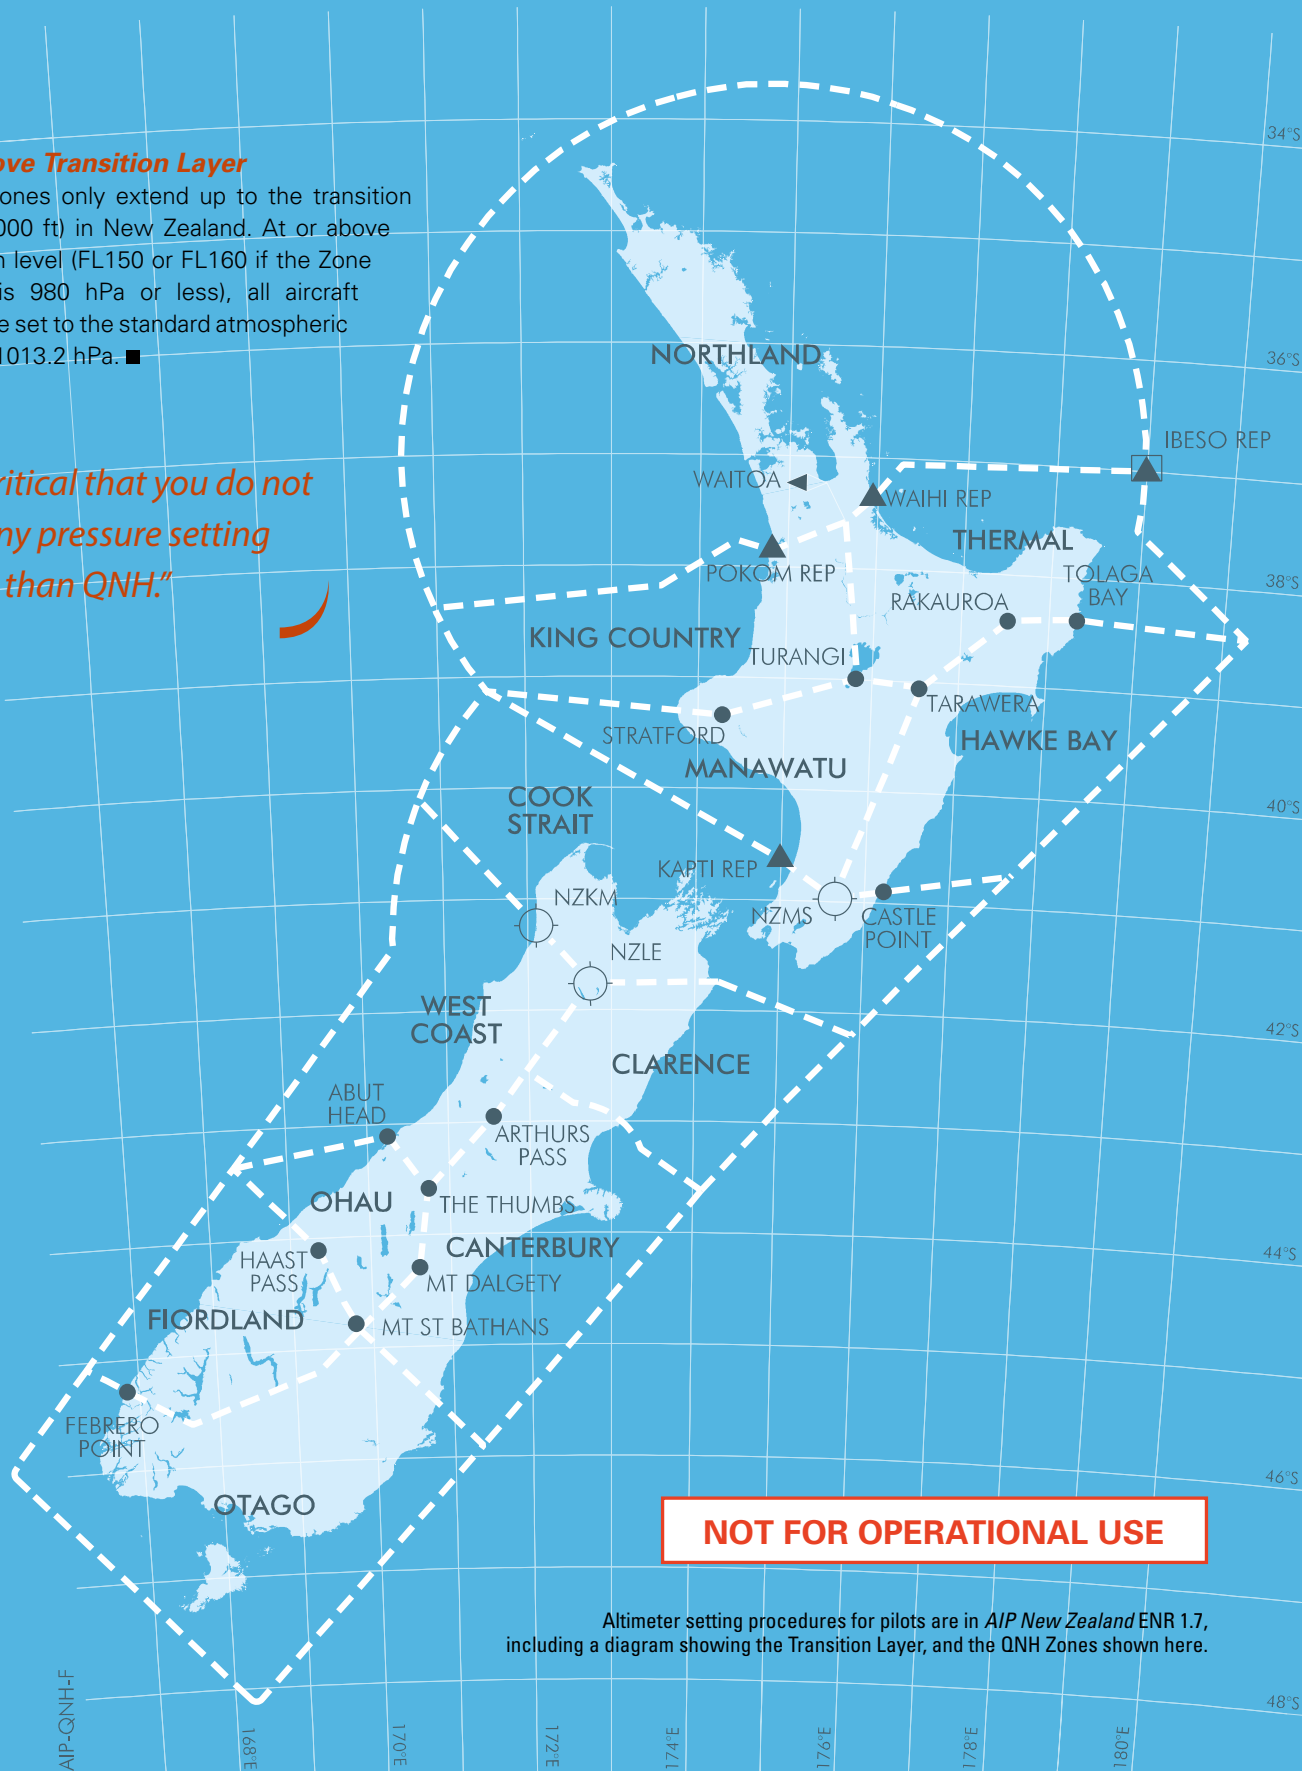 ove Transition Layer
ones only extend up to the transition
000 ft) in New Zealand. At or above
n level (FL150 or FL160 if the Zone
is 980 hPa or less), all aircraft
e set to the standard atmospheric
1013.2 hPa. ■
ritical that you do not
ny pressure setting
than QNH.”
34°S
NORTHLAND
36°S
IBESO REP
WAITOA
WAIHI REP
THERMAL
POKOM REP
TOLAGA
BAY
38°S
RAKAUROA
KING COUNTRY
TURANGI
TARAWERA
STRATFORD
HAWKE BAY
MANAWATU
COOK
STRAIT
40°S
KAPTI REP
NZKM
NZMS
CASTLE
POINT
NZLE
WEST
COAST
42°S
CLARENCE
ABUT
HEAD
ARTHURS
PASS
OHAU
THE THUMBS
CANTERBURY
44°S
HAAST
PASS
MT DALGETY
FIORDLAND
MT ST BATHANS
FEBRERO
POINT
46°S
OTAGO
NOT FOR OPERATIONAL USE
Altimeter setting procedures for pilots are in AIP New Zealand ENR 1.7,
including a diagram showing the Transition Layer, and the QNH Zones shown here.
48°S
AIP-QNH-F
168°E
170°E
172°E
174°E
176°E
178°E
180°E